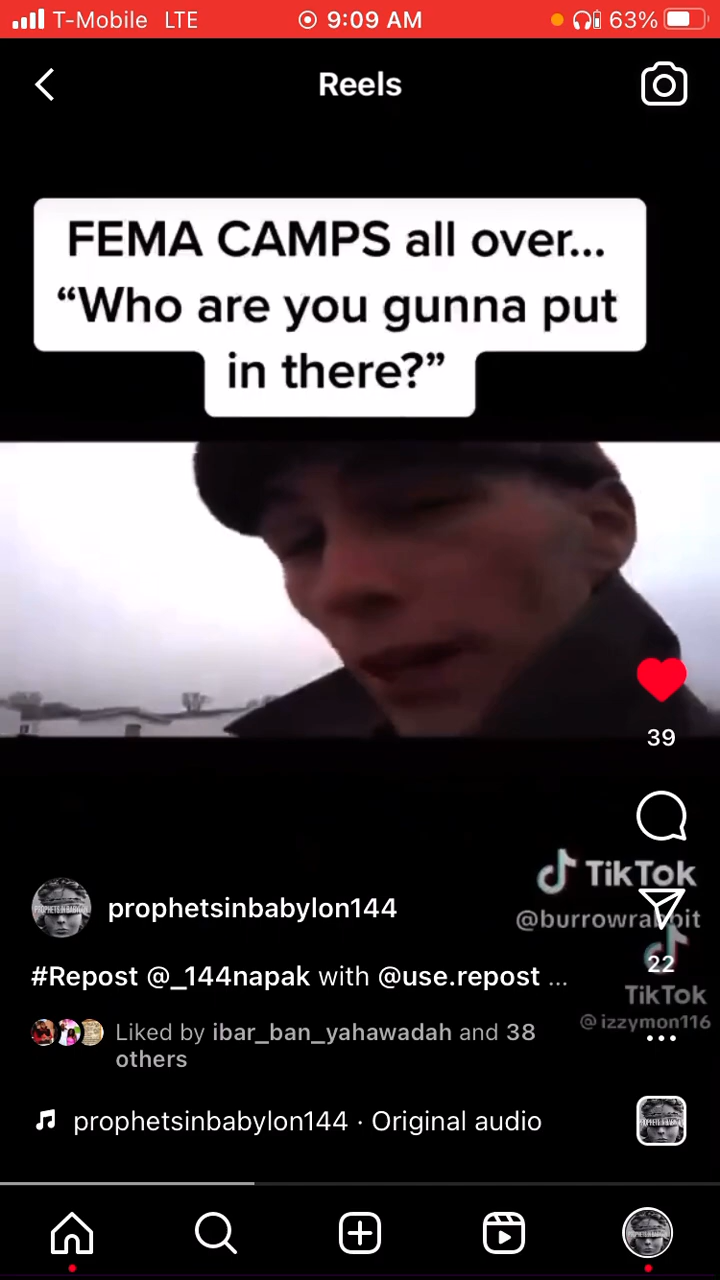 T-Mobile LTE 9:09 AM 63%
Reels
FEMA CAMPS all over...
“Who are you gunna put
in there?”
39
TikTok
prophetsinbabylon144
@burrowrabbit
#Repost @_144napak with @use.repost ...
22
TikTok
@izzymon116
Liked by ibar_ban_yahawadah and 38
others
prophetsinbabylon144 · Original audio